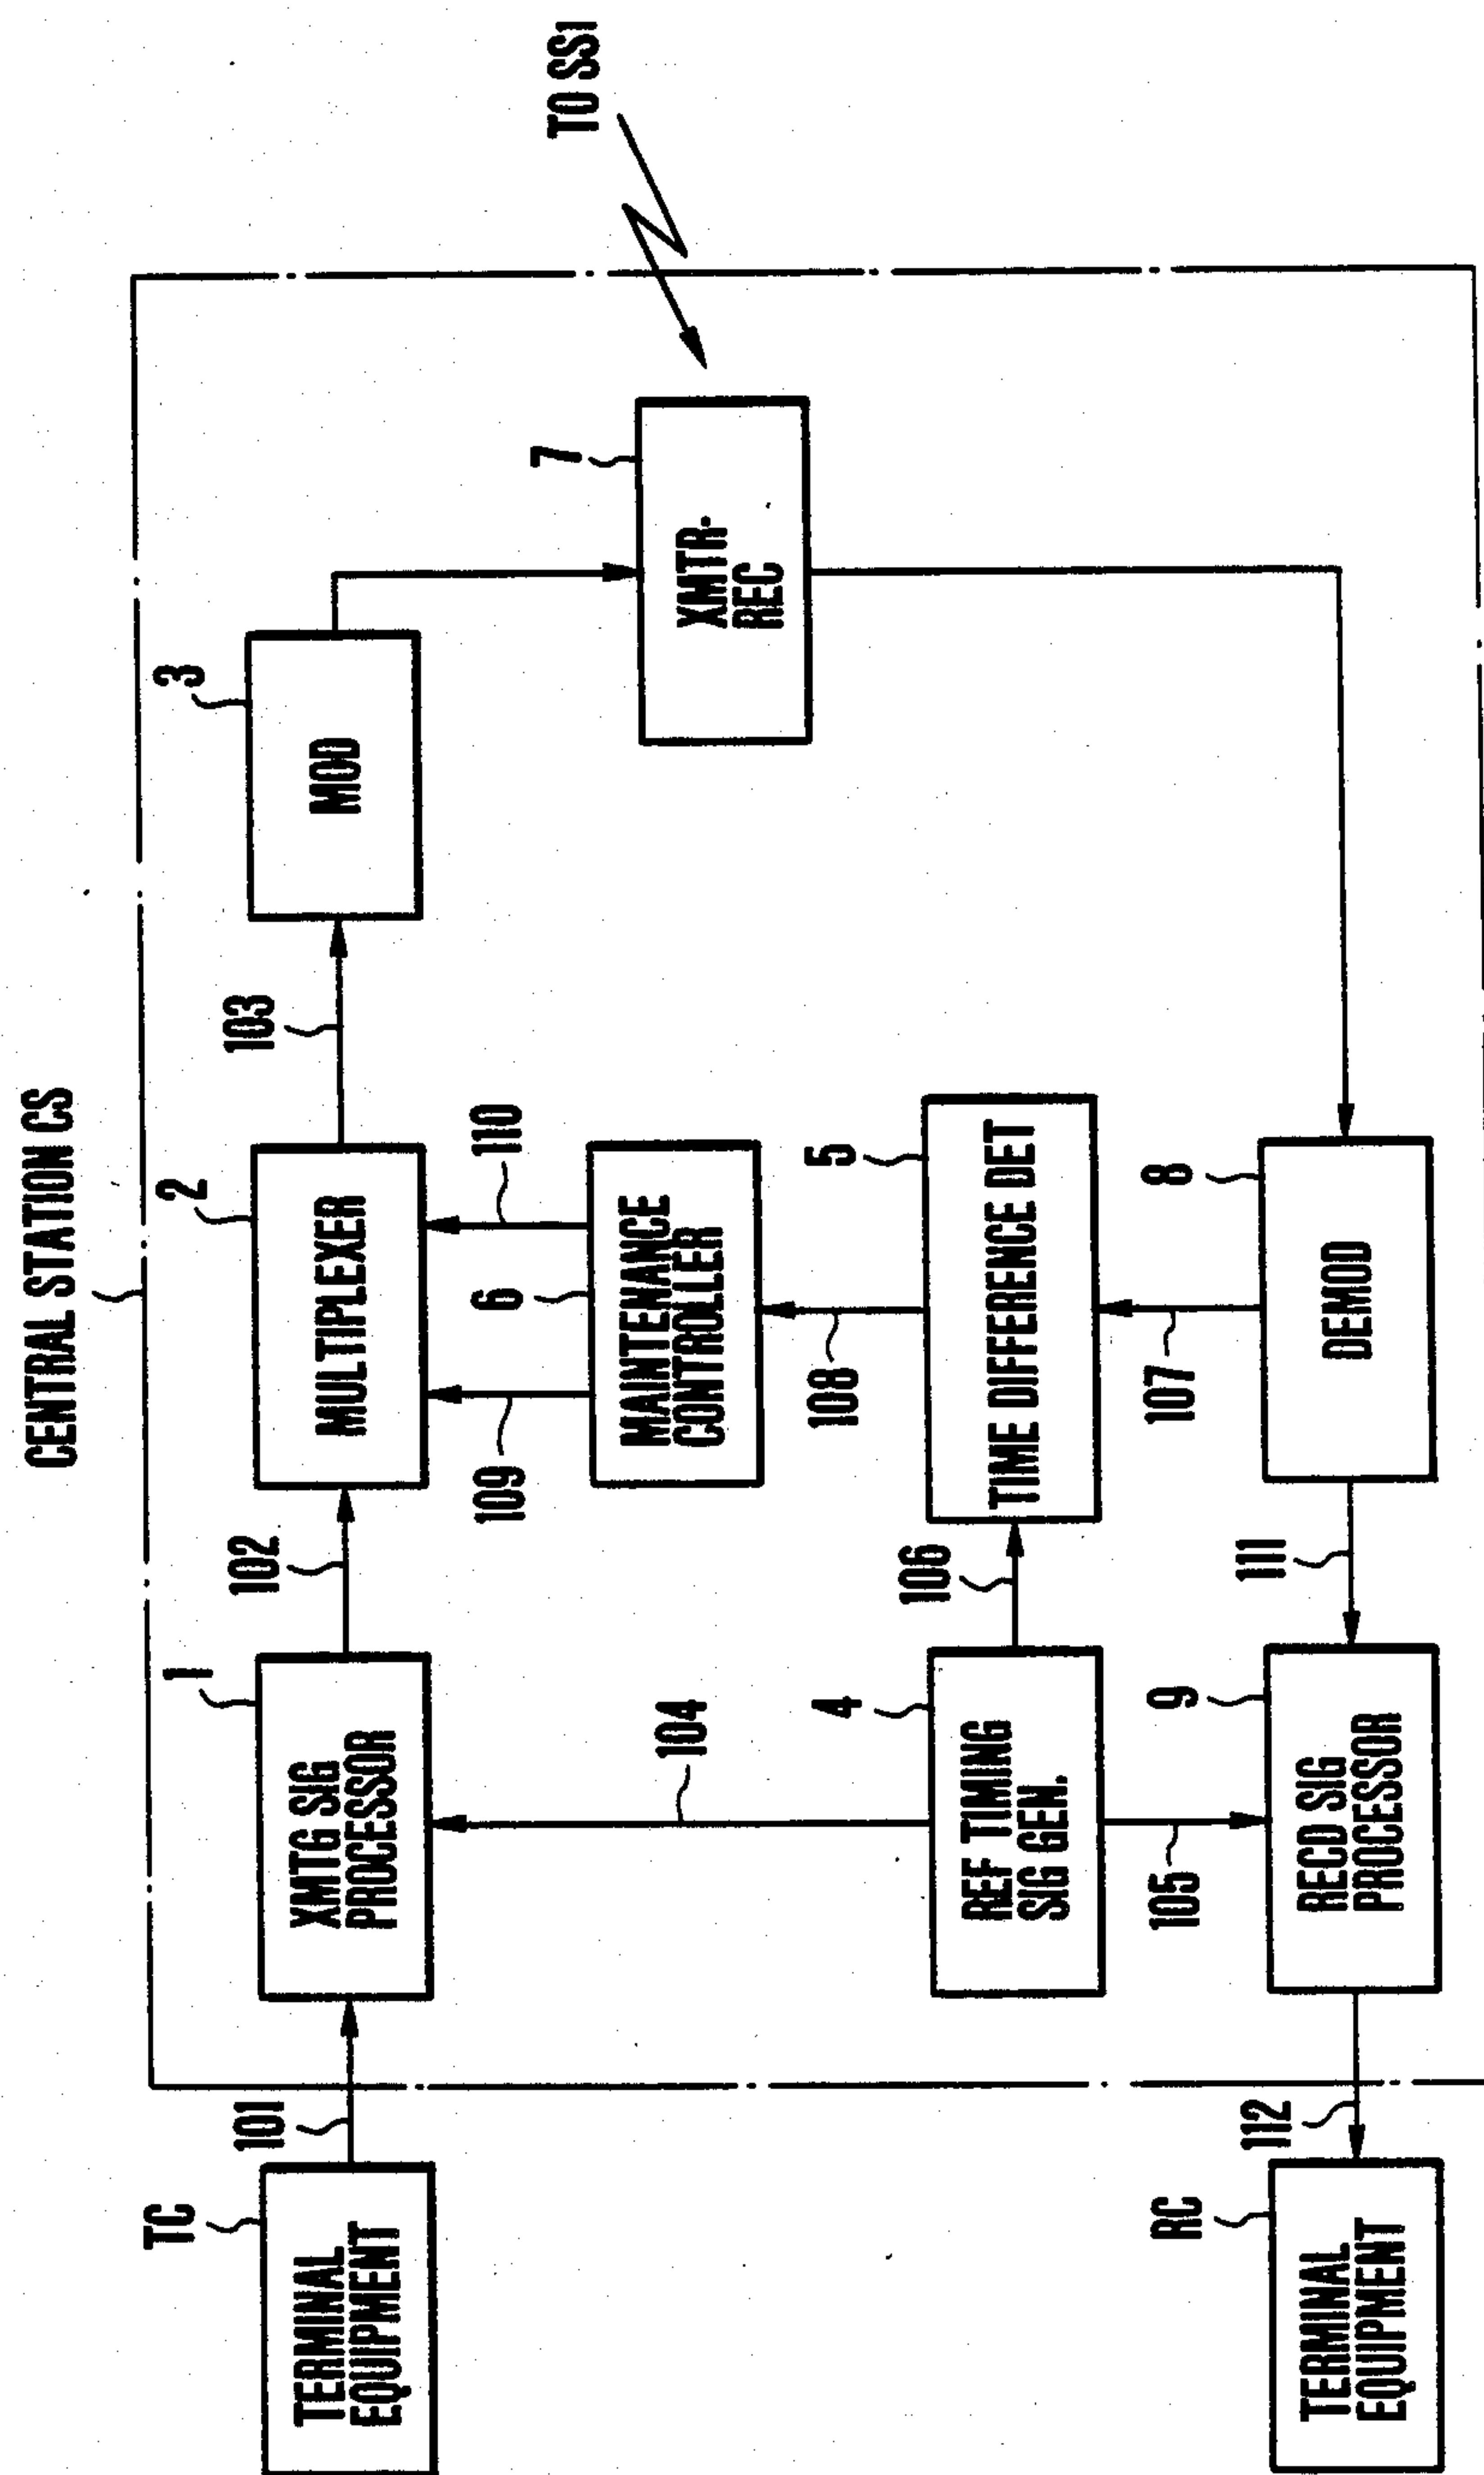 CENTRAL STATION CS
TC
TERMINAL
EQUIPMENT
101
1
XMTG SIG
PROCESSOR
102
2
MULTIPLEXER
103
3
MOD
109
110
6
MAINTENANCE
CONTROLLER
104
108
7
XMTR-
REC
TO SS1
4
REF TIMING
SIG GEN.
106
5
TIME DIFFERENCE DET
105
107
RC
TERMINAL
EQUIPMENT
112
9
RECD SIG
PROCESSOR
111
8
DEMOD